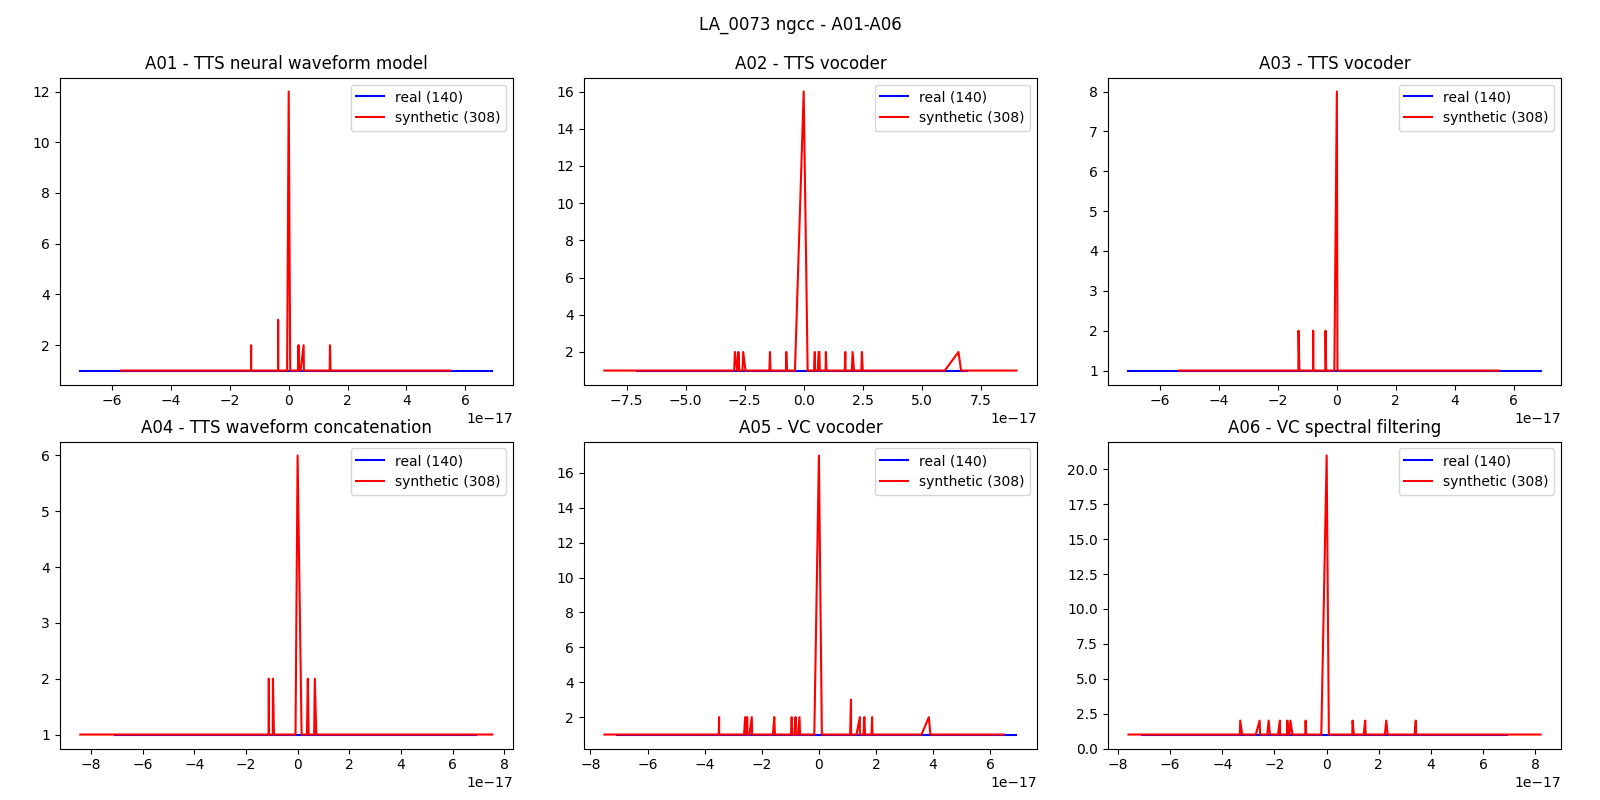 LA_0073 ngcc - A01-A06
A01 - TTS neural waveform model
12
10
8
6
4
2
−6 −4 −2 0 2 4 6
1e−17
real (140)
synthetic (308)
A02 - TTS vocoder
16
14
12
10
8
6
4
2
−7.5 −5.0 −2.5 0.0 2.5 5.0 7.5
1e−17
real (140)
synthetic (308)
A03 - TTS vocoder
8
7
6
5
4
3
2
1
−6 −4 −2 0 2 4 6
1e−17
real (140)
synthetic (308)
A04 - TTS waveform concatenation
6
5
4
3
2
1
−8 −6 −4 −2 0 2 4 6 8
1e−17
real (140)
synthetic (308)
A05 - VC vocoder
16
14
12
10
8
6
4
2
−8 −6 −4 −2 0 2 4 6
1e−17
real (140)
synthetic (308)
A06 - VC spectral filtering
20.0
17.5
15.0
12.5
10.0
7.5
5.0
2.5
0.0
−8 −6 −4 −2 0 2 4 6 8
1e−17
real (140)
synthetic (308)